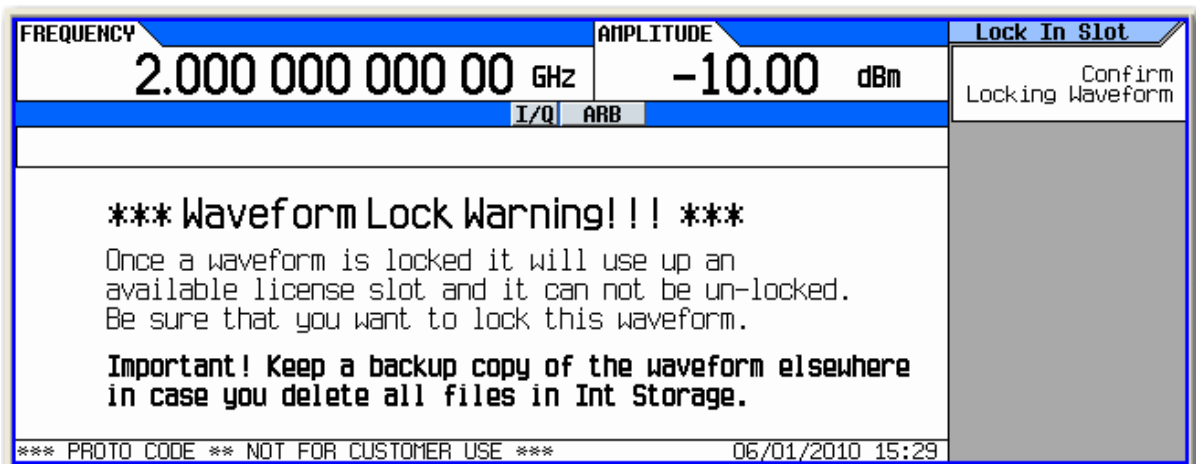 FREQUENCY
2.000 000 000 00 GHz
AMPLITUDE
-10.00 dBm
I/Q ARB
Lock In Slot
Confirm
Locking Waveform
*** Waveform Lock Warning!!! ***
Once a waveform is locked it will use up an
available license slot and it can not be un-locked.
Be sure that you want to lock this waveform.
Important! Keep a backup copy of the waveform elsewhere
in case you delete all files in Int Storage.
*** PROTO CODE ** NOT FOR CUSTOMER USE ***
06/01/2010 15:29